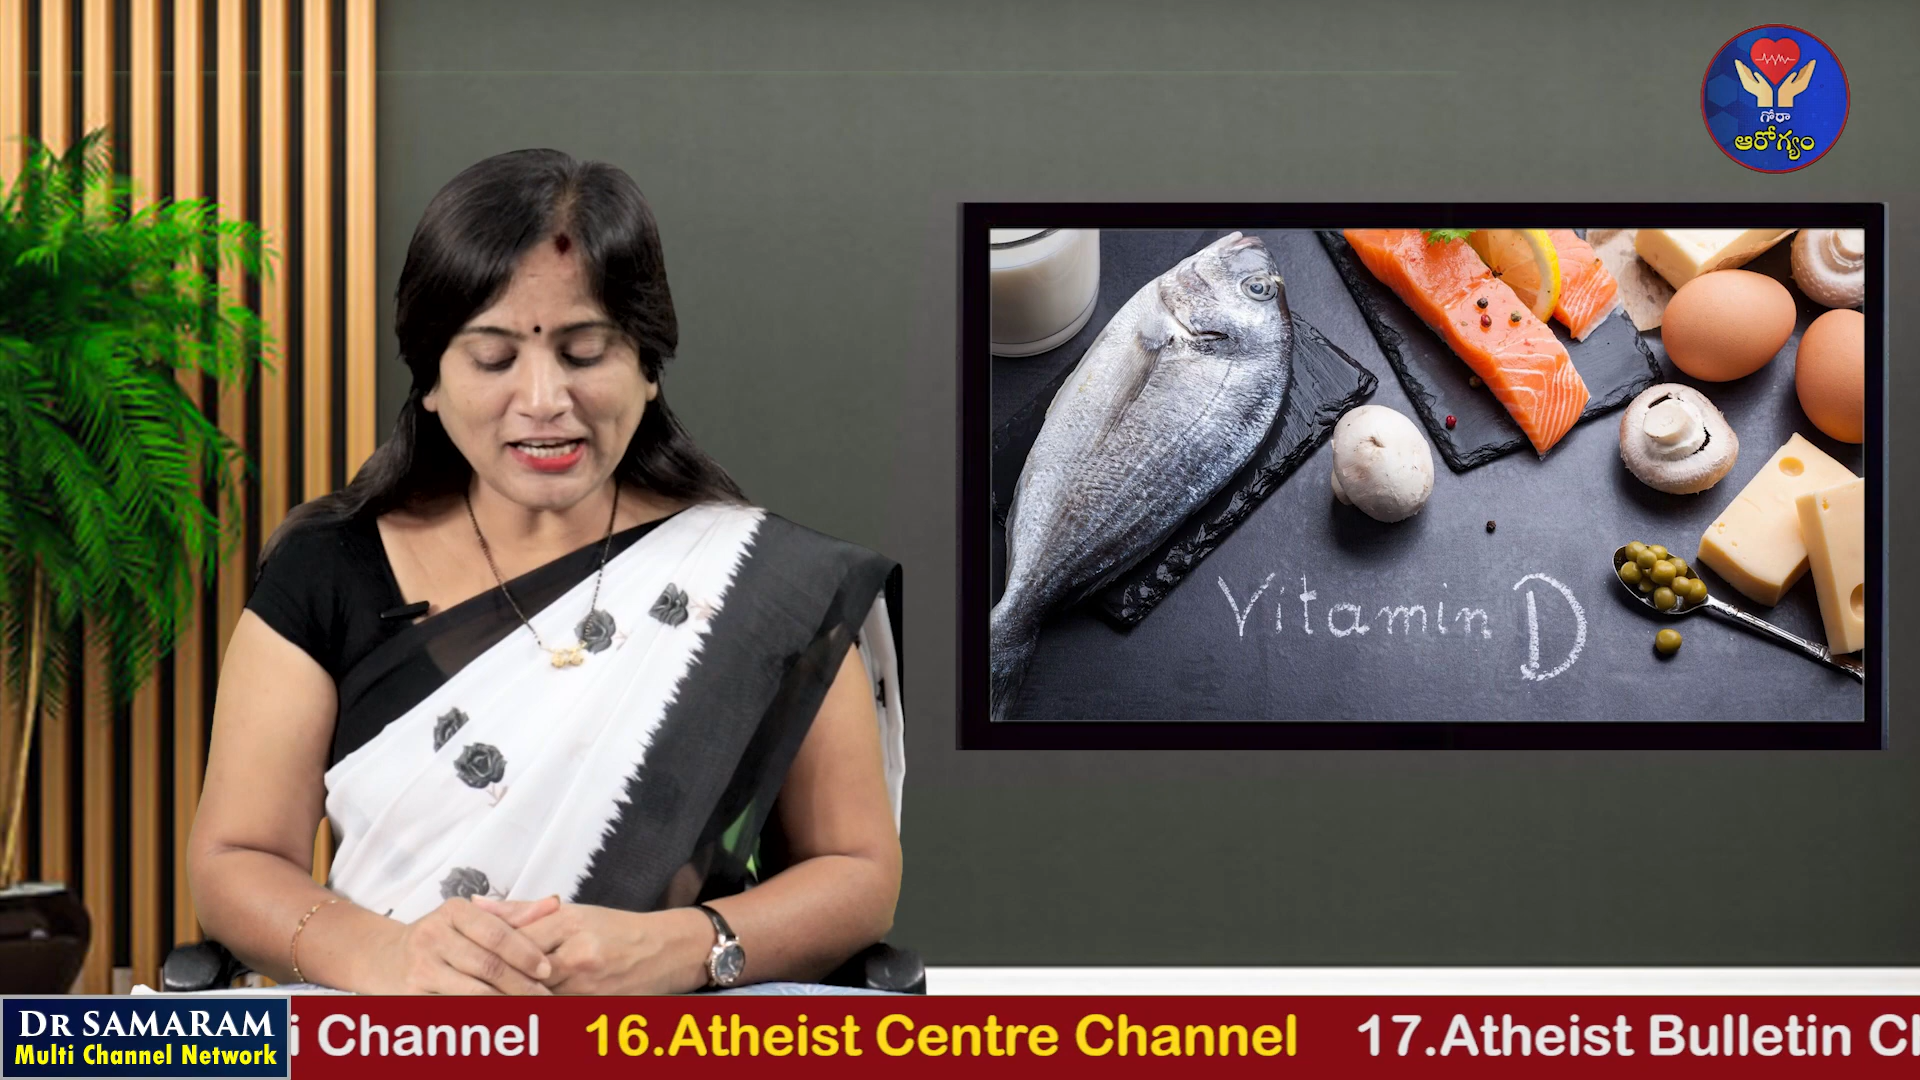 గోరా
ఆరోగ్యం
Vitamin D
DR SAMARAM
Multi Channel Network
i Channel 16.Atheist Centre Channel 17.Atheist Bulletin Cl